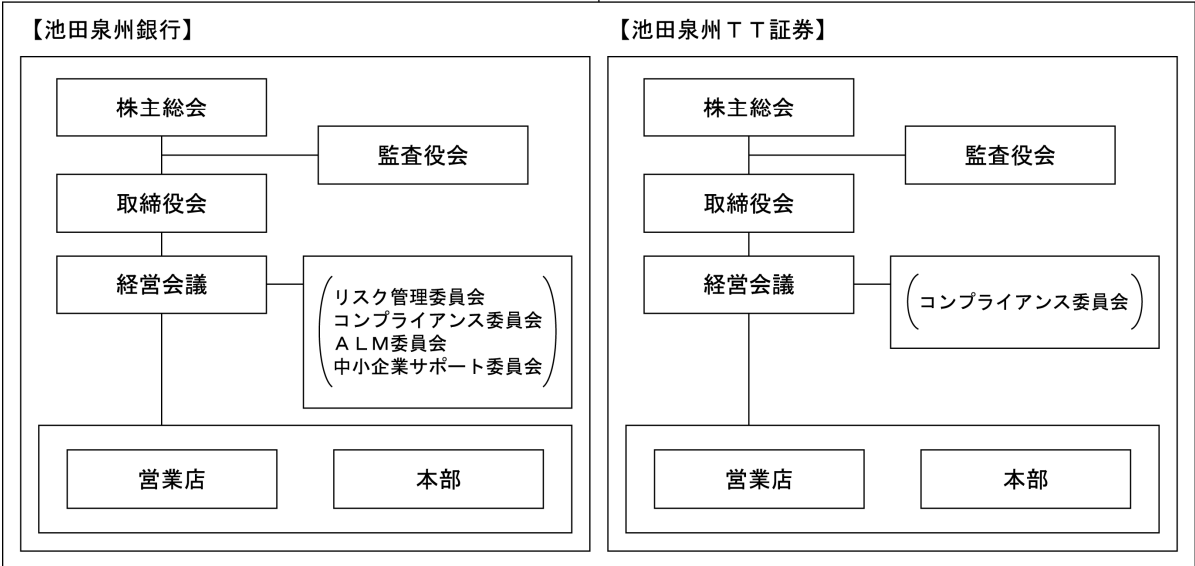 【池田泉州銀行】
株主総会
監査役会
取締役会
経営会議
リスク管理委員会
コンプライアンス委員会
ＡＬＭ委員会
中小企業サポート委員会
営業店
本部
【池田泉州ＴＴ証券】
株主総会
監査役会
取締役会
経営会議
コンプライアンス委員会
営業店
本部